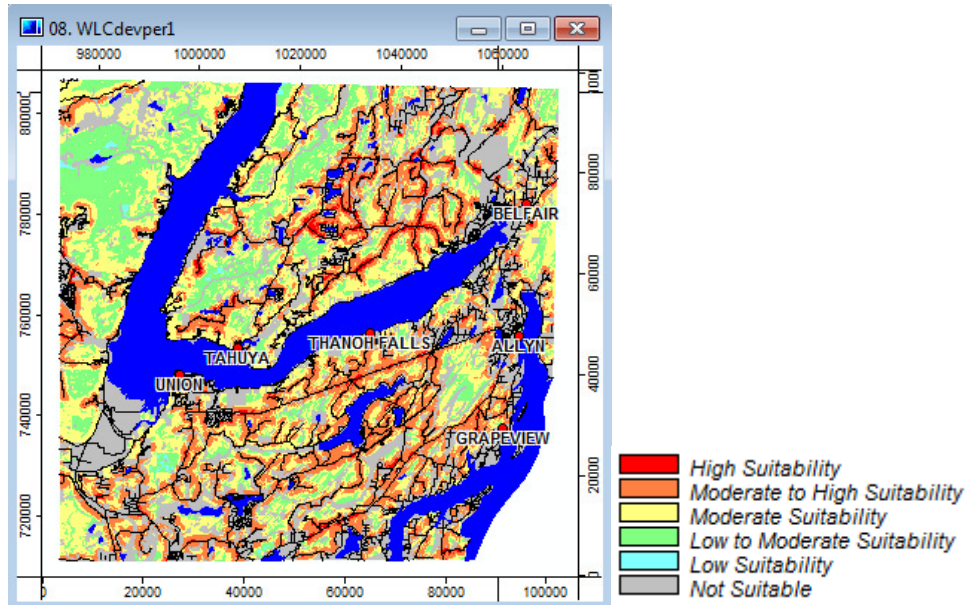 08. WLCdevper1
980000 1000000 1020000 1040000 1060000
800000
780000
760000
740000
720000
BELFAIR
THANOH FALLS
ALLYN
TAHUYA
UNION
GRAPEVIEW
80000
60000
40000
20000
0
0 20000 40000 60000 80000 100000
High Suitability
Moderate to High Suitability
Moderate Suitability
Low to Moderate Suitability
Low Suitability
Not Suitable